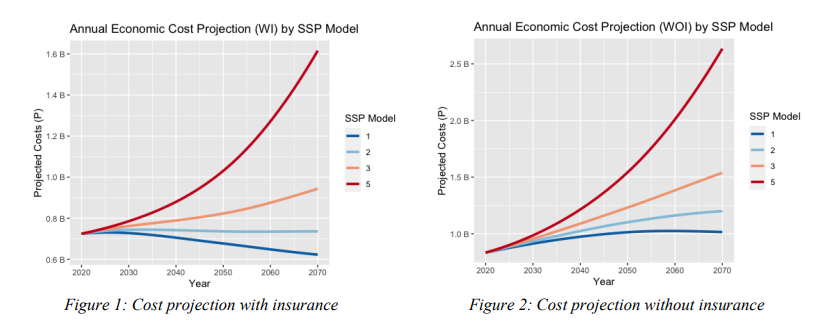 Annual Economic Cost Projection (WI) by SSP Model
Projected Costs (P)
1.6 B
1.4 B
1.2 B
1.0 B
0.8 B
0.6 B
2020 2030 2040 2050 2060 2070
Year
SSP Model
1
2
3
5
Figure 1: Cost projection with insurance
Annual Economic Cost Projection (WOI) by SSP Model
Projected Costs (P)
2.5 B
2.0 B
1.5 B
1.0 B
2020 2030 2040 2050 2060 2070
Year
SSP Model
1
2
3
5
Figure 2: Cost projection without insurance